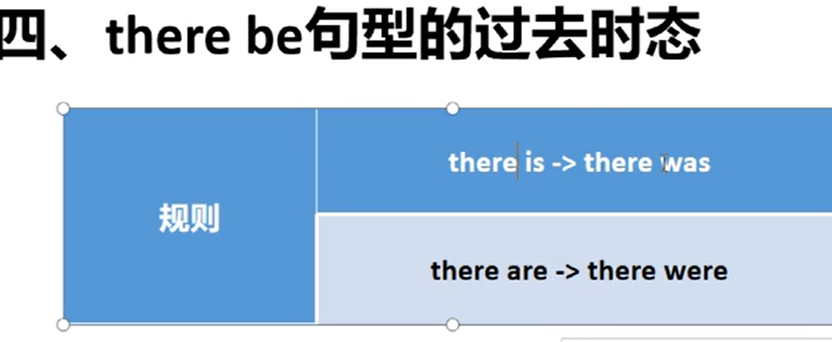 四、there be句型的过去时态
there is -> there was
规则
there are -> there were